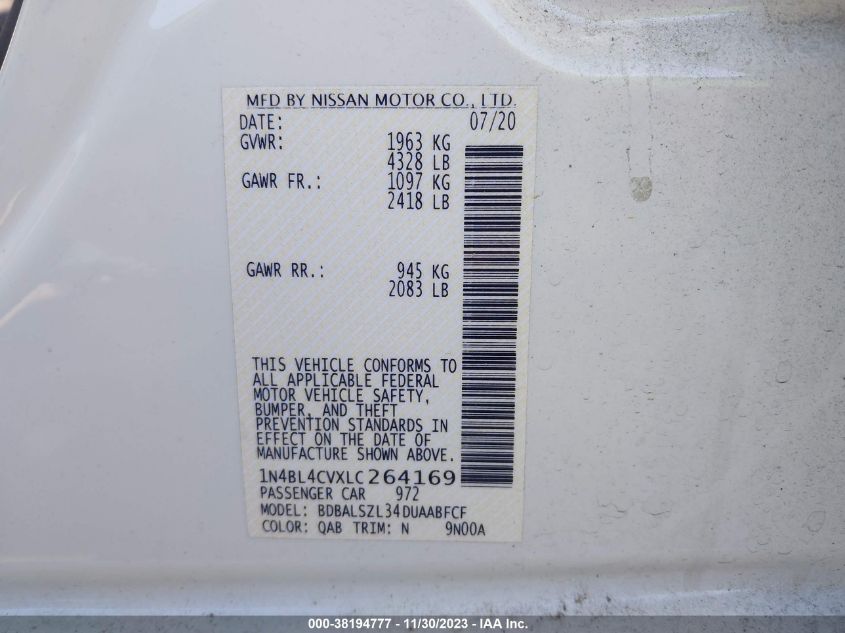 MFD BY NISSAN MOTOR CO., LTD.
DATE: 07/20
GVWR: 1963 KG
4328 LB
GAWR FR.: 1097 KG
2418 LB
GAWR RR.: 945 KG
2083 LB
THIS VEHICLE CONFORMS TO
ALL APPLICABLE FEDERAL
MOTOR VEHICLE SAFETY,
BUMPER, AND THEFT
PREVENTION STANDARDS IN
EFFECT ON THE DATE OF
MANUFACTURE SHOWN ABOVE.
1N4BL4CVXLC264169
PASSENGER CAR 972
MODEL: BDBALSZL34DUAABFCF
COLOR: QAB TRIM: N 9N00A
000-38194777 - 11/30/2023 - IAA Inc.